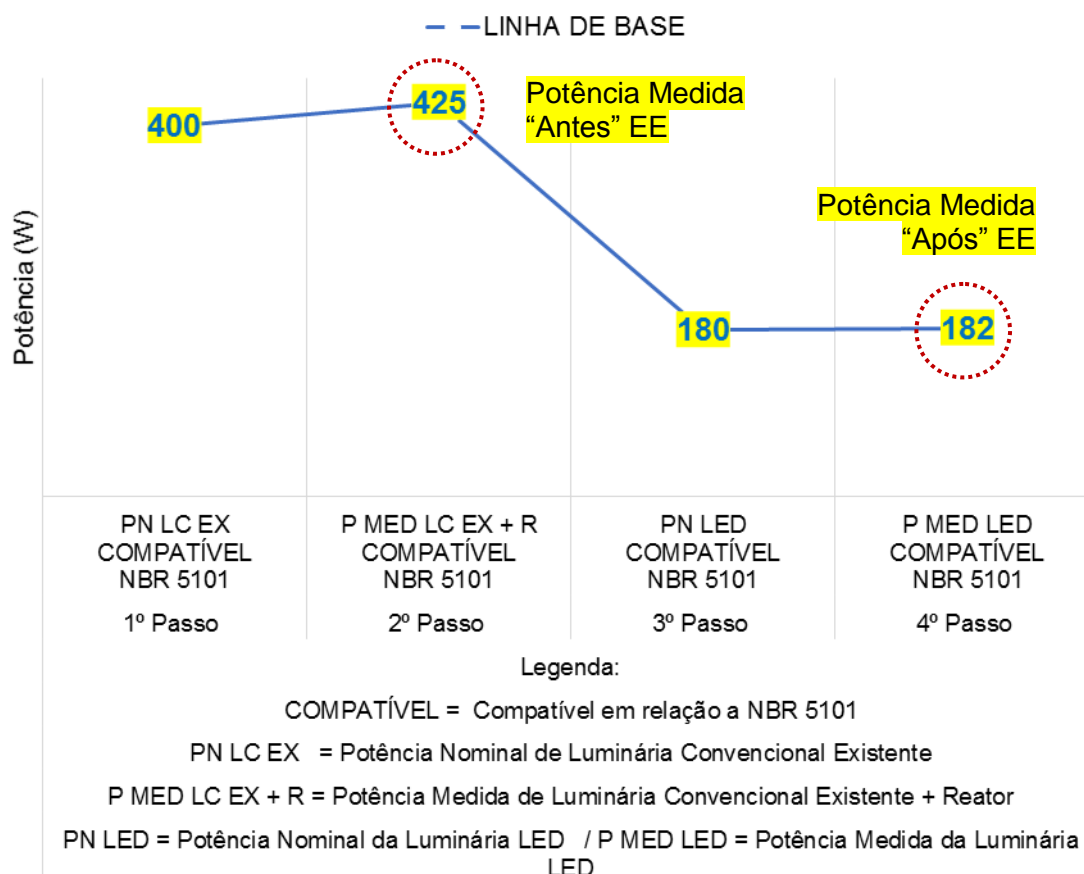 LINHA DE BASE
Potência (W)
400
425
Potência Medida
“Antes” EE
180
Potência Medida
“Após” EE
182
PN LC EX
COMPATÍVEL
NBR 5101
1º Passo
P MED LC EX + R
COMPATÍVEL
NBR 5101
2º Passo
PN LED
COMPATÍVEL
NBR 5101
3º Passo
P MED LED
COMPATÍVEL
NBR 5101
4º Passo
Legenda:
COMPATÍVEL = Compatível em relação a NBR 5101
PN LC EX = Potência Nominal de Luminária Convencional Existente
P MED LC EX + R = Potência Medida de Luminária Convencional Existente + Reator
PN LED = Potência Nominal da Luminária LED / P MED LED = Potência Medida da Luminária
LED